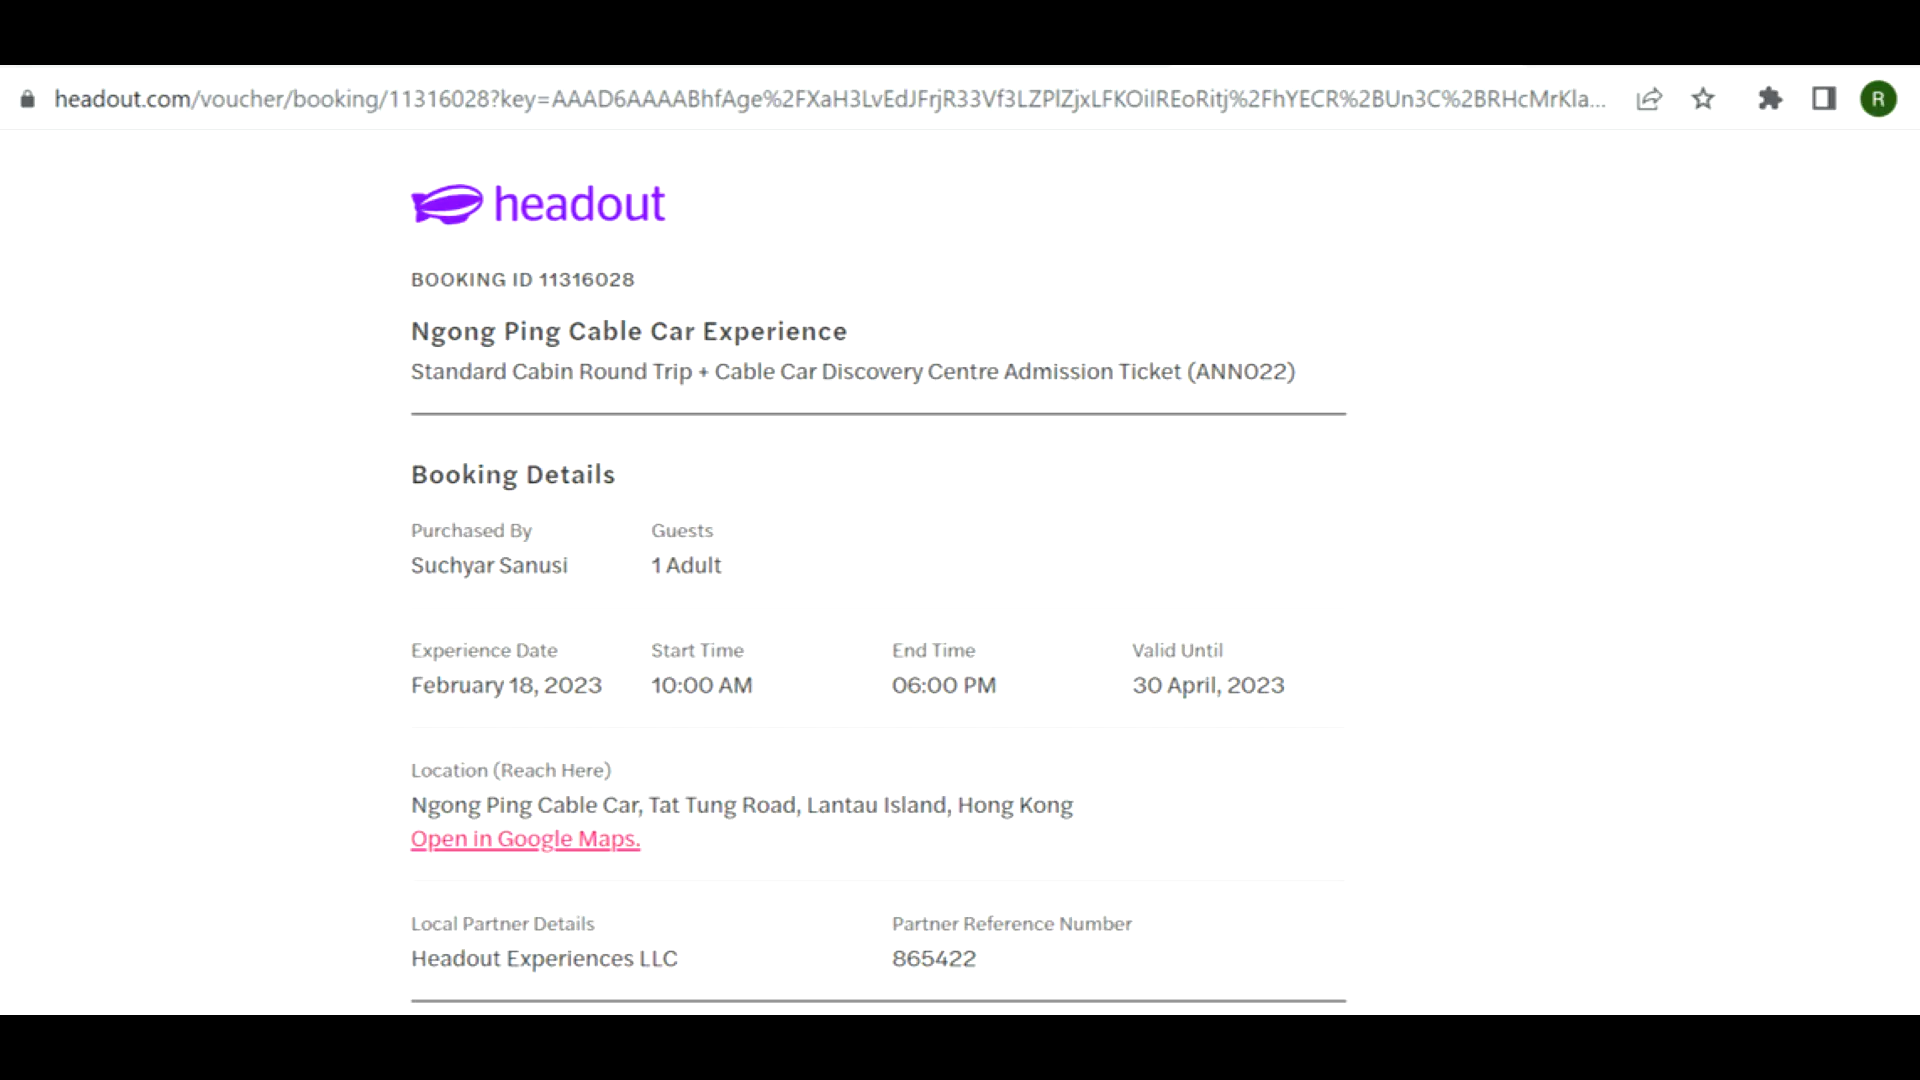 headout.com/voucher/booking/11316028?key=AAAD6AAAABhfAge%2FXaH3LvEdJFrjR33Vf3LZPlZjxLFKOiIREoRitj%2FhYECR%2BUn3C%2BRHcMrKla...
R
headout
BOOKING ID 11316028
Ngong Ping Cable Car Experience
Standard Cabin Round Trip + Cable Car Discovery Centre Admission Ticket (ANN022)
Booking Details
Purchased By Guests
Suchyar Sanusi 1 Adult
Experience Date Start Time End Time Valid Until
February 18, 2023 10:00 AM 06:00 PM 30 April, 2023
Location (Reach Here)
Ngong Ping Cable Car, Tat Tung Road, Lantau Island, Hong Kong
Open in Google Maps.
Local Partner Details Partner Reference Number
Headout Experiences LLC 865422